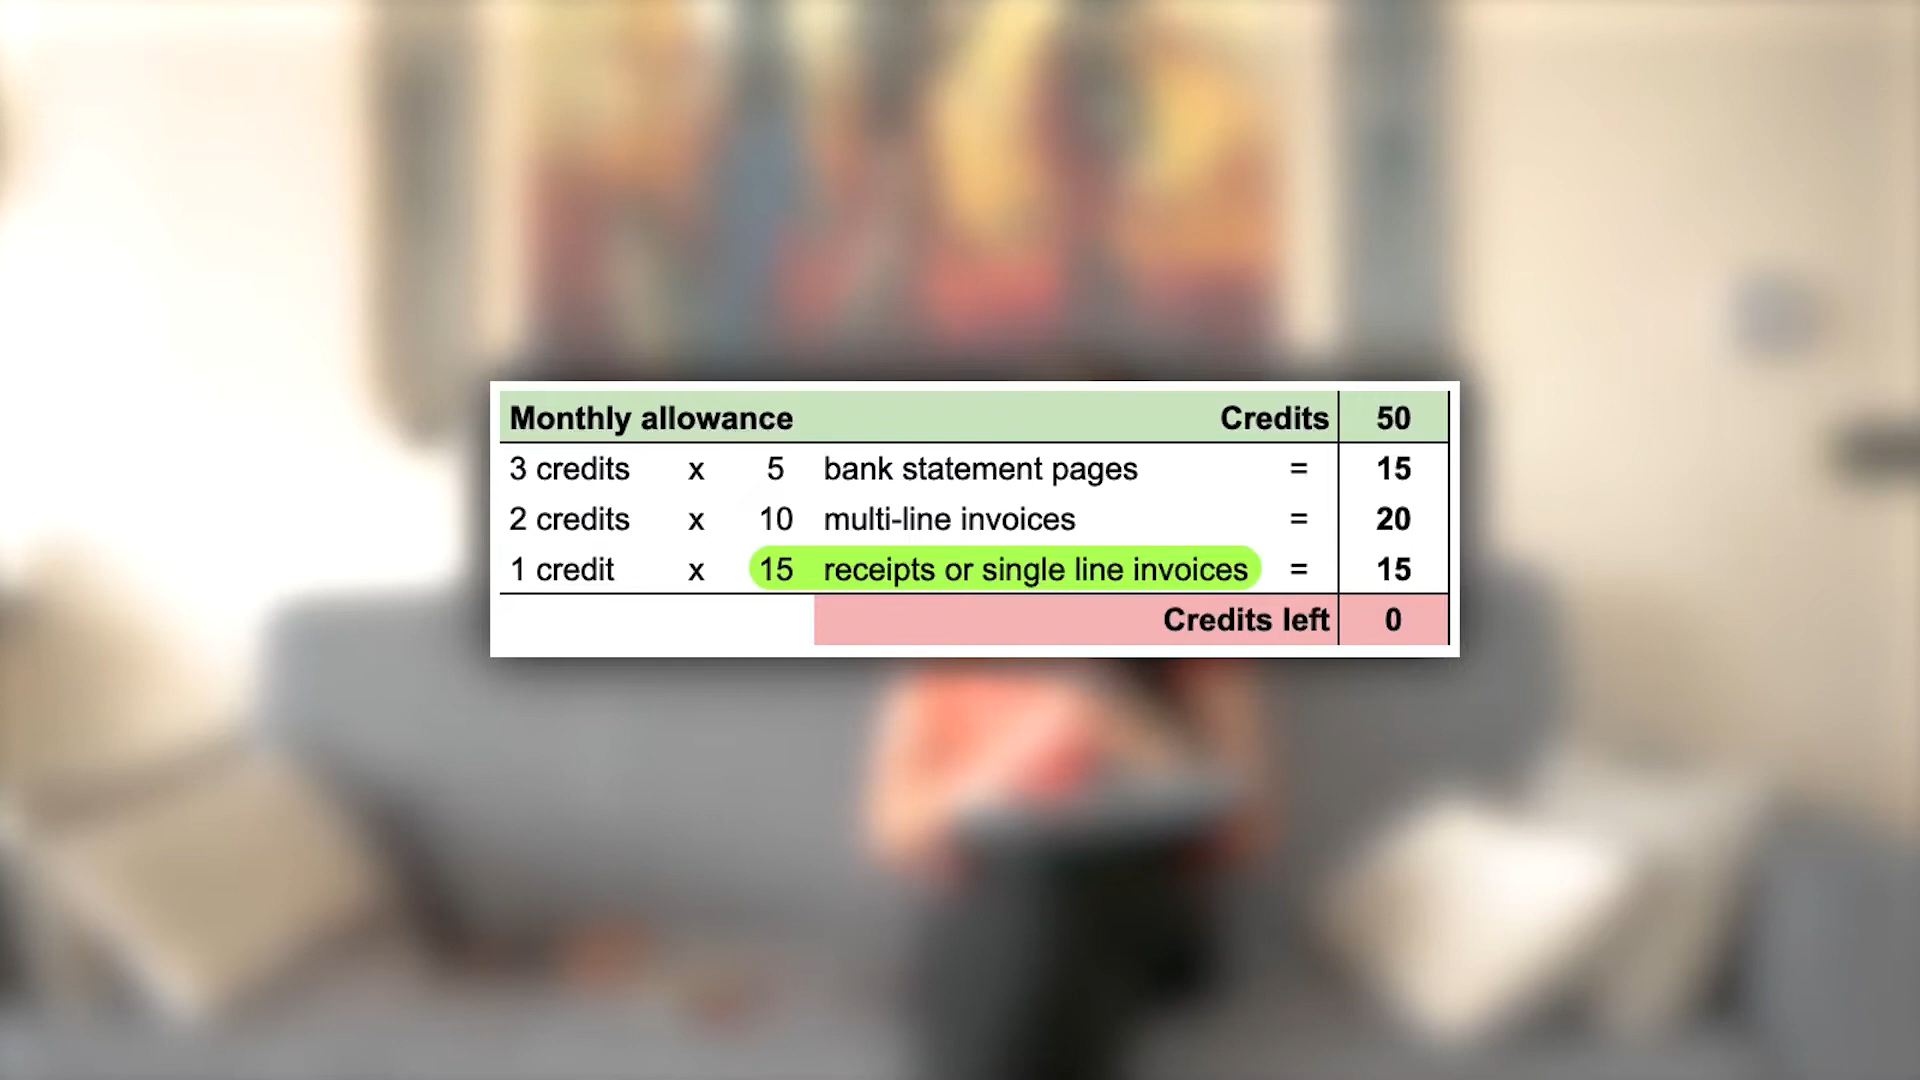 Monthly allowance Credits 50
3 credits x 5 bank statement pages = 15
2 credits x 10 multi-line invoices = 20
1 credit x 15 receipts or single line invoices = 15
Credits left 0